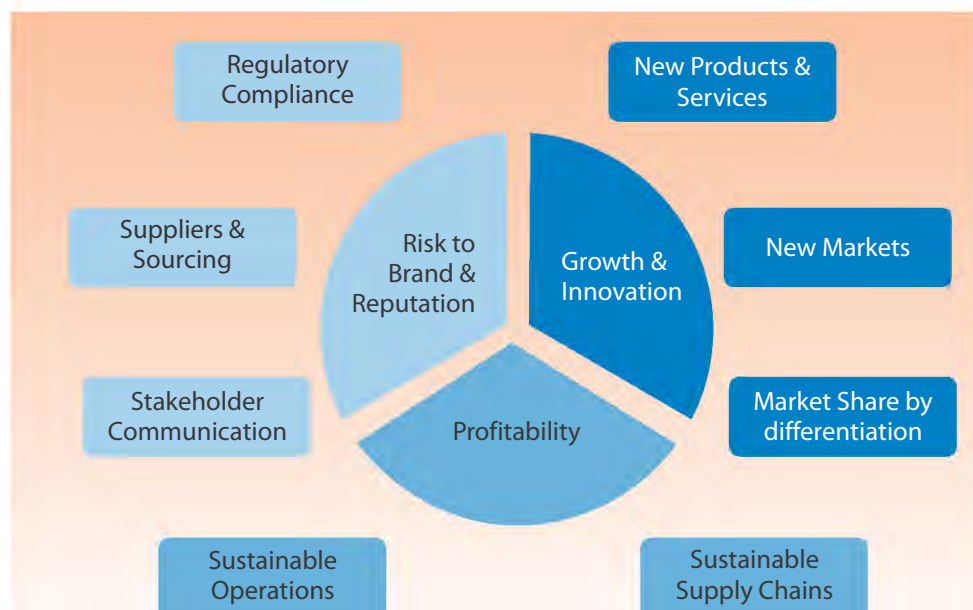 Regulatory
Compliance
New Products &
Services
Suppliers &
Sourcing
Risk to
Brand &
Reputation
Growth &
Innovation
New Markets
Stakeholder
Communication
Profitability
Market Share by
differentiation
Sustainable
Operations
Sustainable
Supply Chains